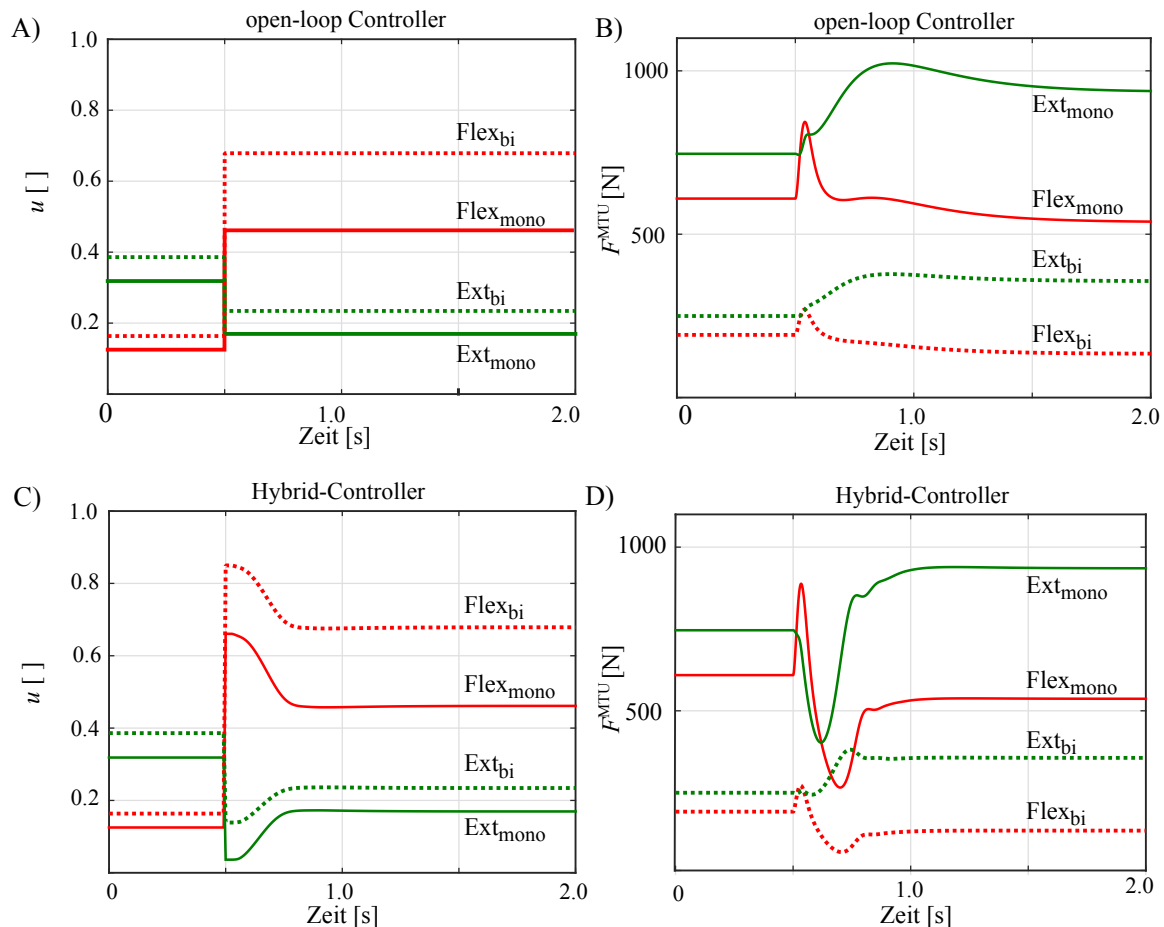 A)
open-loop Controller
1.0
0.8
0.6
0.4
0.2
u [ ]
Flex_bi
Flex_mono
Ext_bi
Ext_mono
0
1.0
2.0
Zeit [s]
B)
open-loop Controller
1000
500
F^MTU [N]
Ext_mono
Flex_mono
Ext_bi
Flex_bi
0
1.0
2.0
Zeit [s]
C)
Hybrid-Controller
1.0
0.8
0.6
0.4
0.2
u [ ]
Flex_bi
Flex_mono
Ext_bi
Ext_mono
0
1.0
2.0
Zeit [s]
D)
Hybrid-Controller
1000
500
F^MTU [N]
Ext_mono
Flex_mono
Ext_bi
Flex_bi
0
1.0
2.0
Zeit [s]